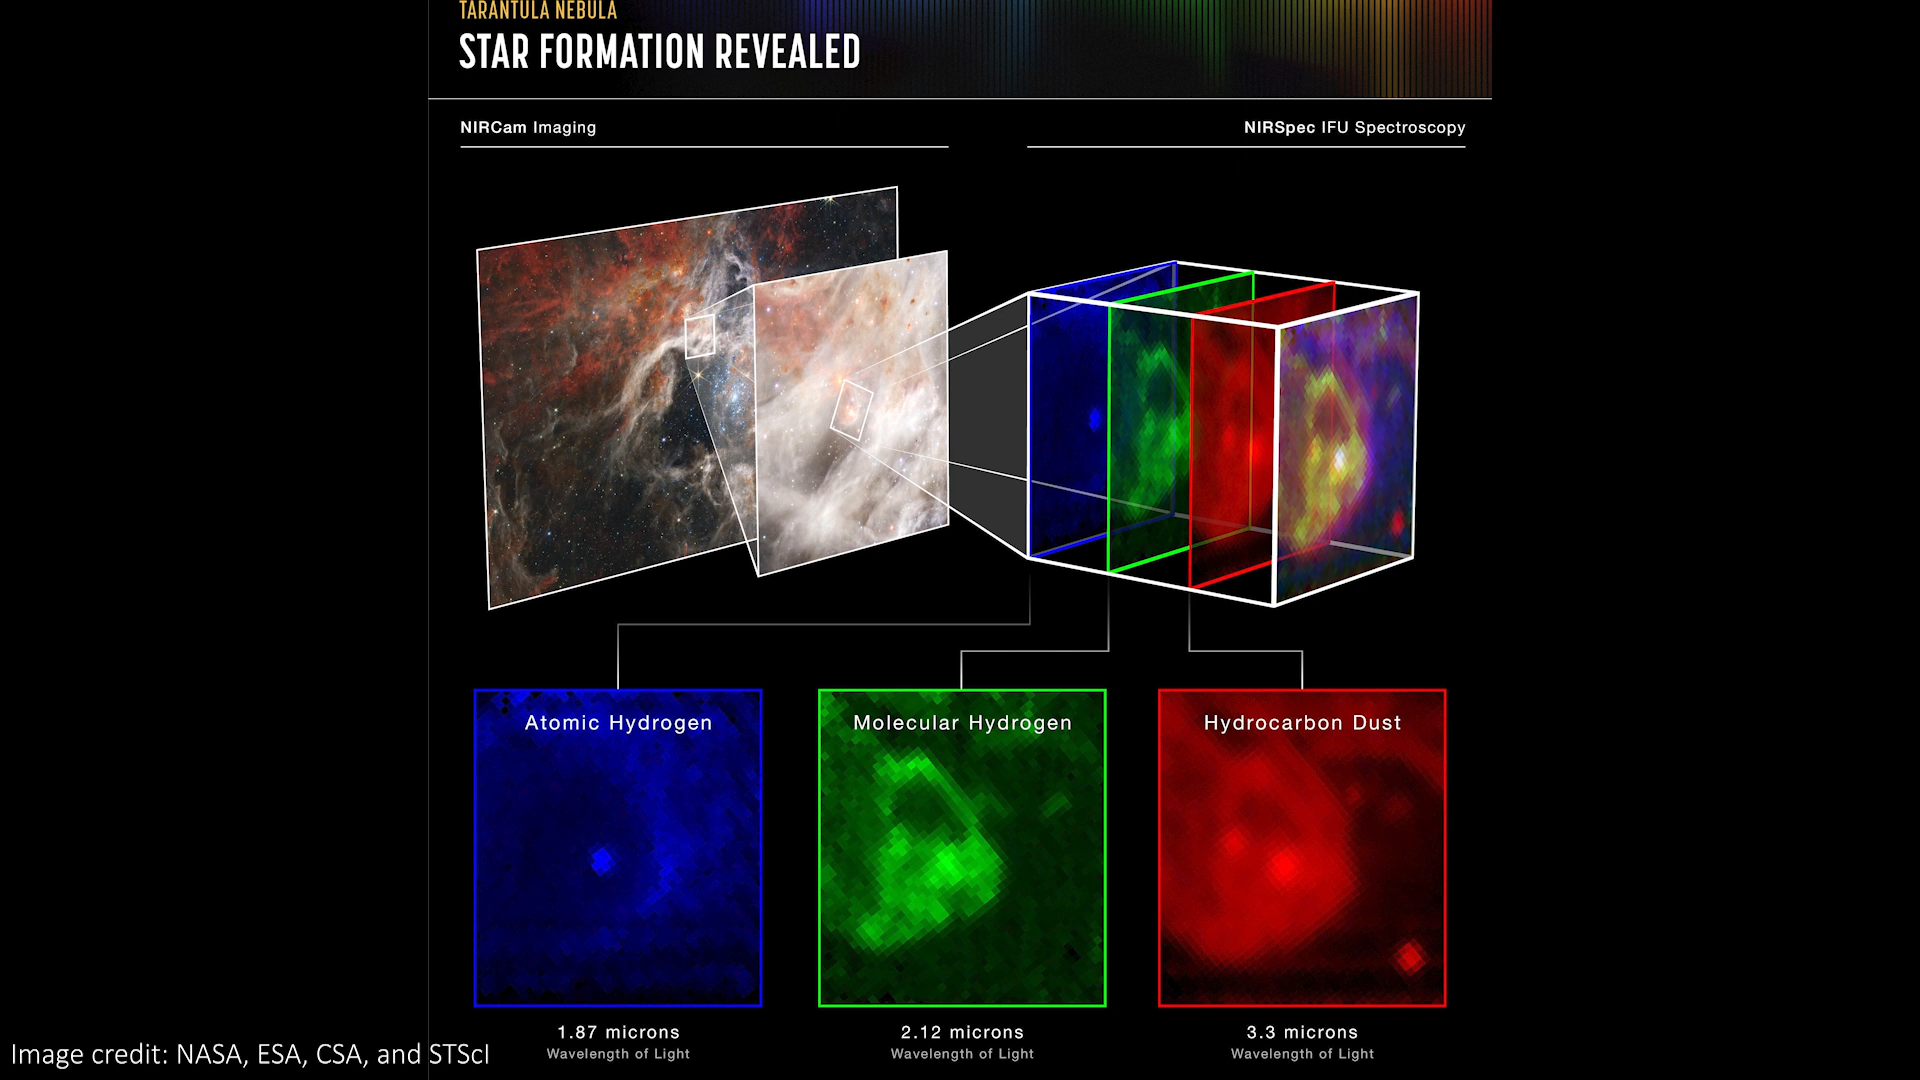 TARANTULA NEBULA
STAR FORMATION REVEALED
NIRCam Imaging
NIRSpec IFU Spectroscopy
Atomic Hydrogen
Molecular Hydrogen
Hydrocarbon Dust
1.87 microns
Wavelength of Light
2.12 microns
Wavelength of Light
3.3 microns
Wavelength of Light
Image credit: NASA, ESA, CSA, and STScI